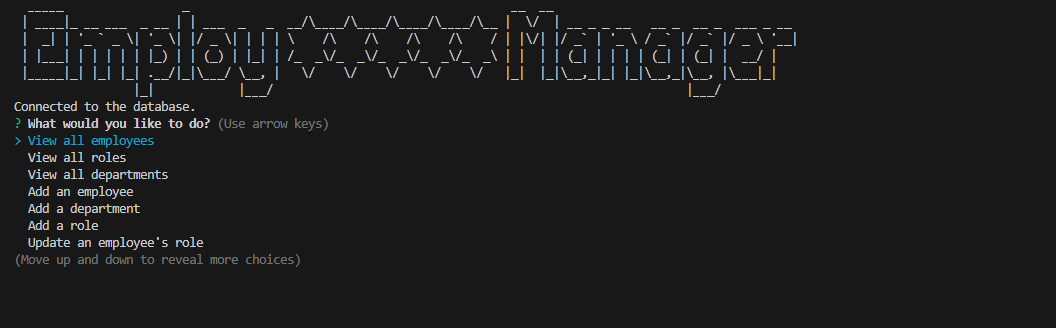 Employ*****Manager
Connected to the database.
? What would you like to do? (Use arrow keys)
> View all employees
View all roles
View all departments
Add an employee
Add a department
Add a role
Update an employee's role
(Move up and down to reveal more choices)